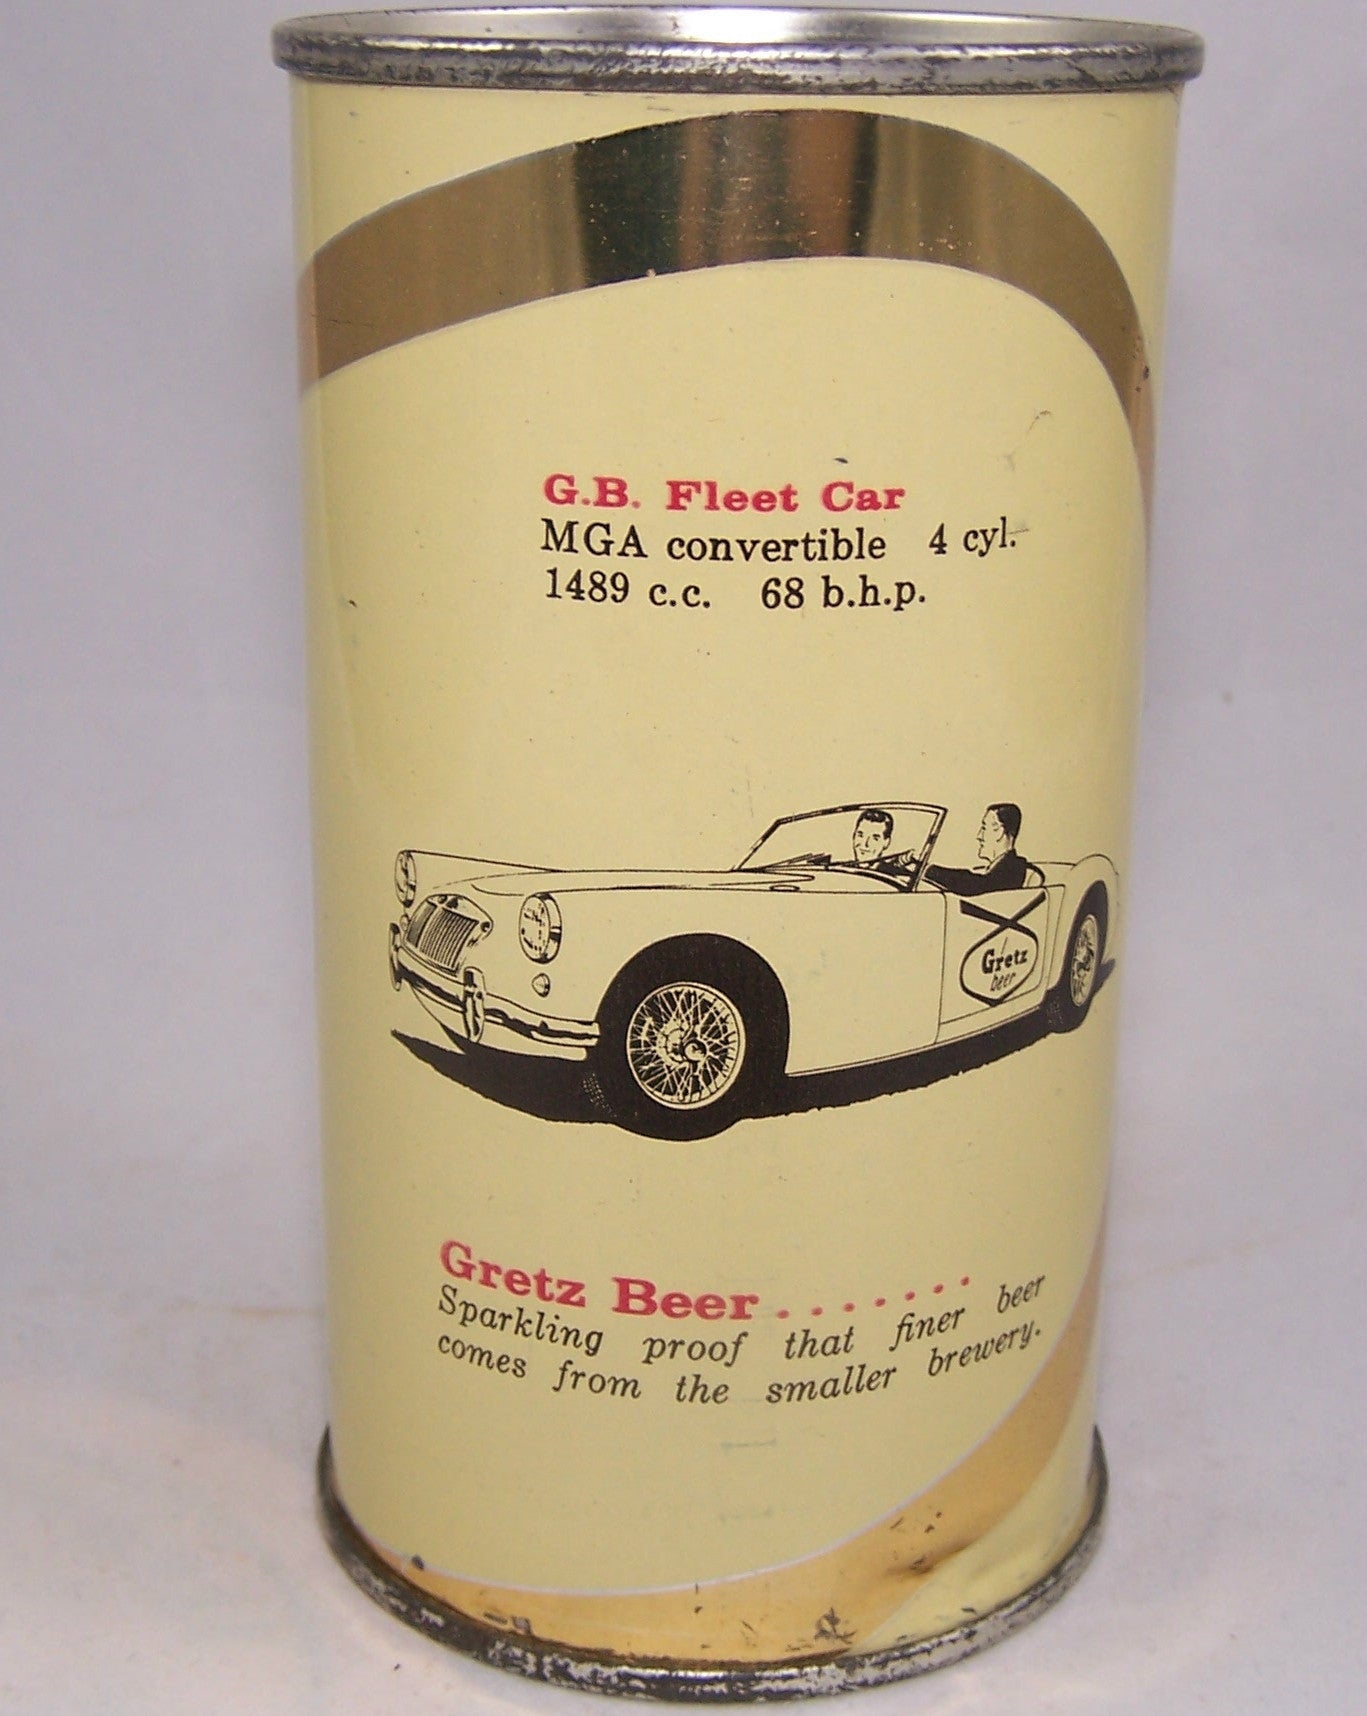 G.B. Fleet Car
MGA convertible 4 cyl.
1489 c.c. 68 b.h.p.
Gretz
beer
Gretz Beer.......
Sparkling proof that finer beer
comes from the smaller brewery.